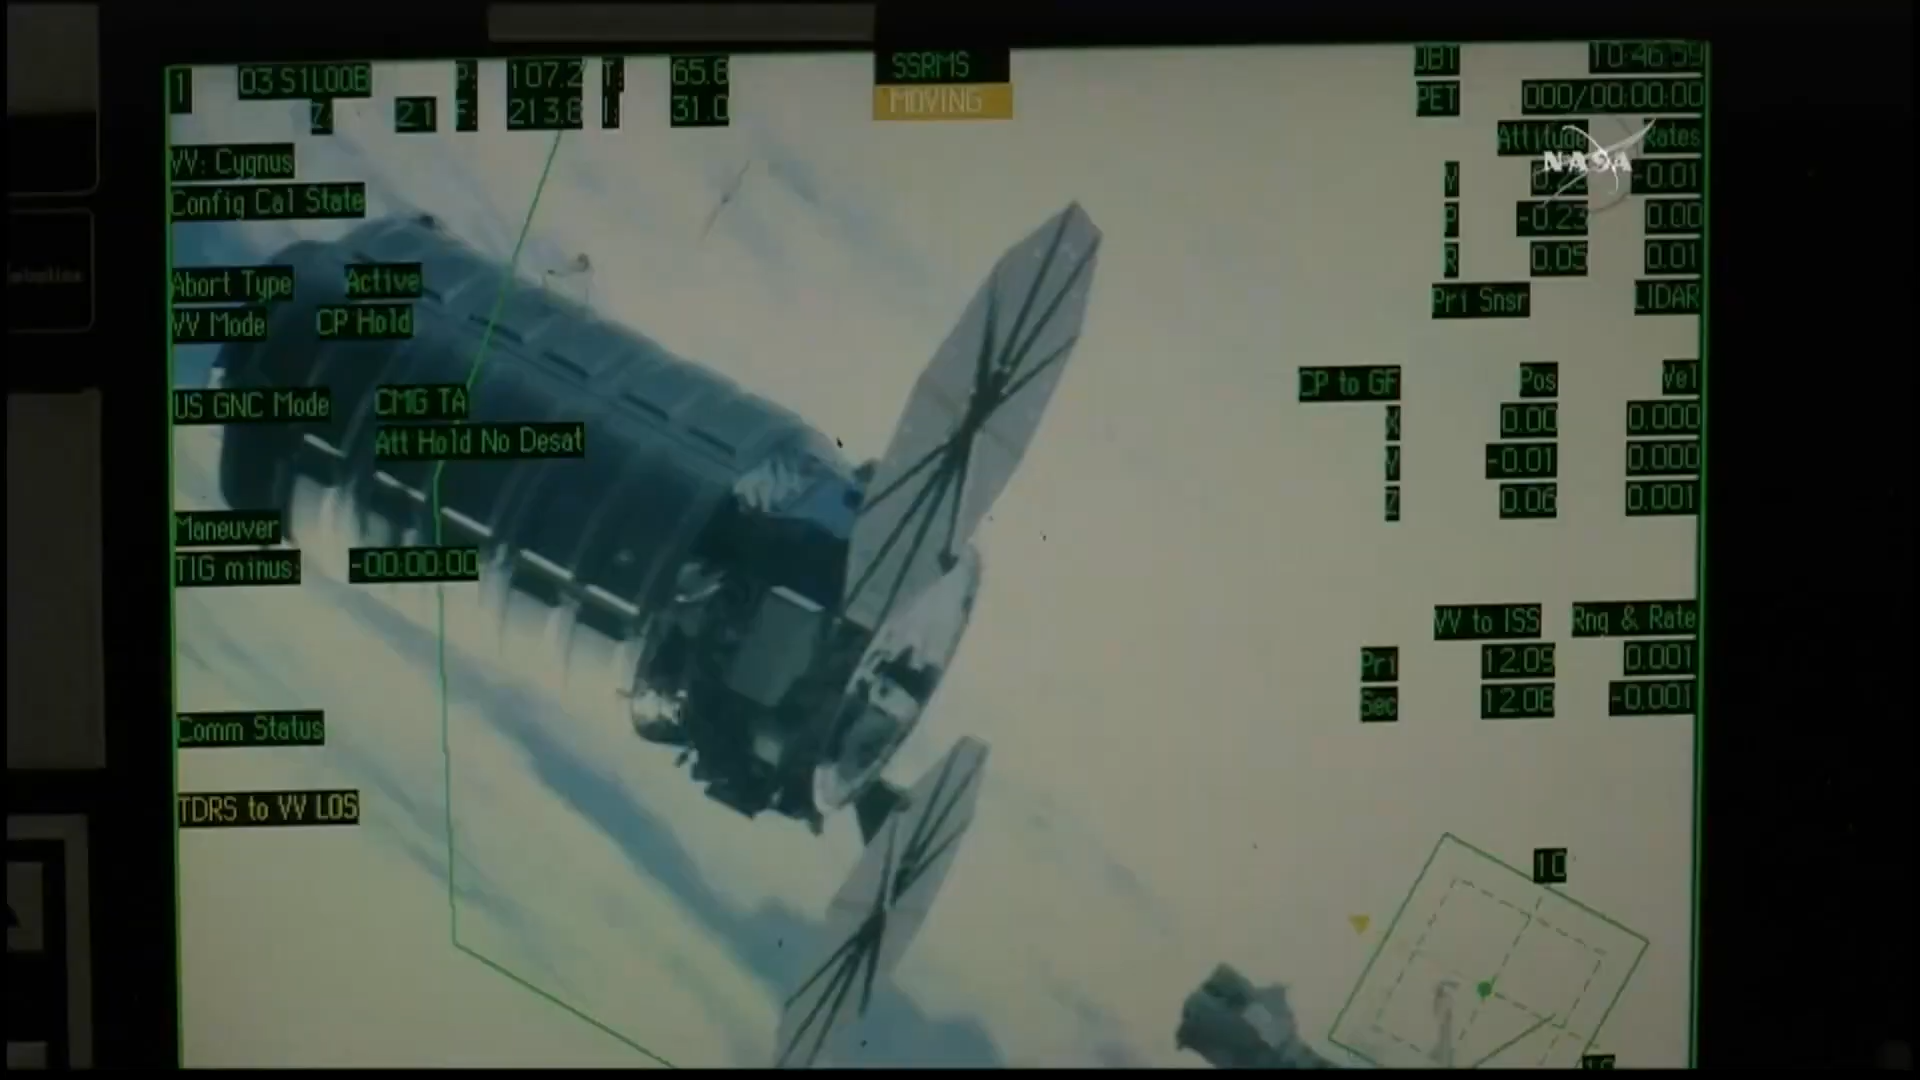 1 03 S1L00B P: 107.2 T: 65.8
Z: 21 F: 213.8 I: 31.0
SSRMS
MOVING
10:46:59
PET 000/00:00:00
Attitude Rates
NASA
VV: Cygnus
Config Cal State
Y -0.01
P -0.23 0.00
R 0.05 0.01
Abort Type Active
VV Mode CP Hold
Pri Snsr LIDAR
US GNC Mode CMG TA
Att Hold No Desat
CP to GF Pos Vel
X 0.00 0.000
Y -0.01 0.000
Z 0.06 0.001
Maneuver
TIG minus: -00:00:00
VV to ISS Rng & Rate
Pri 12.09 0.001
Sec 12.08 -0.001
Comm Status
TDRS to VV LOS
10
10